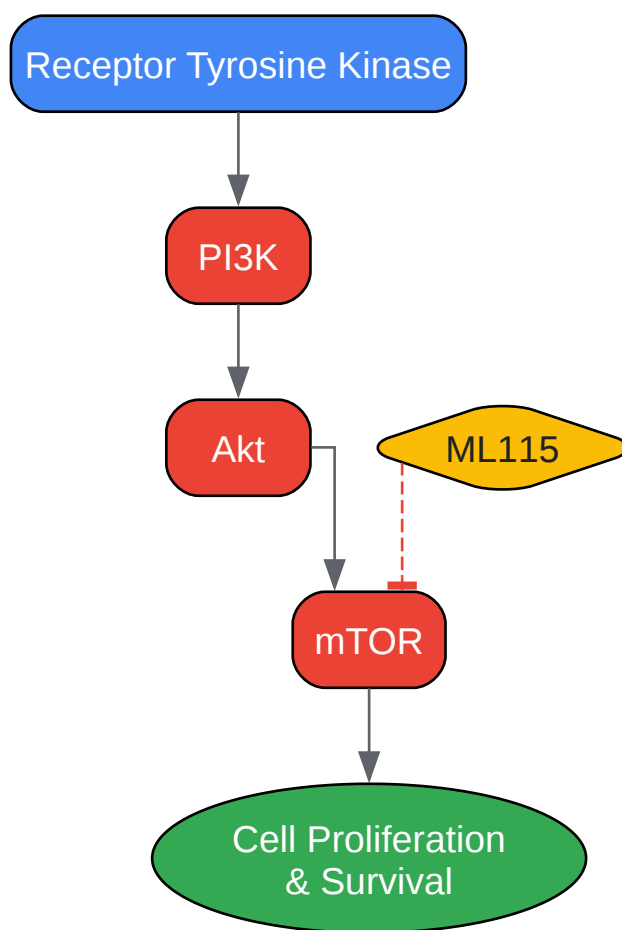 Receptor Tyrosine Kinase
PI3K
Akt
ML115
mTOR
Cell Proliferation
& Survival